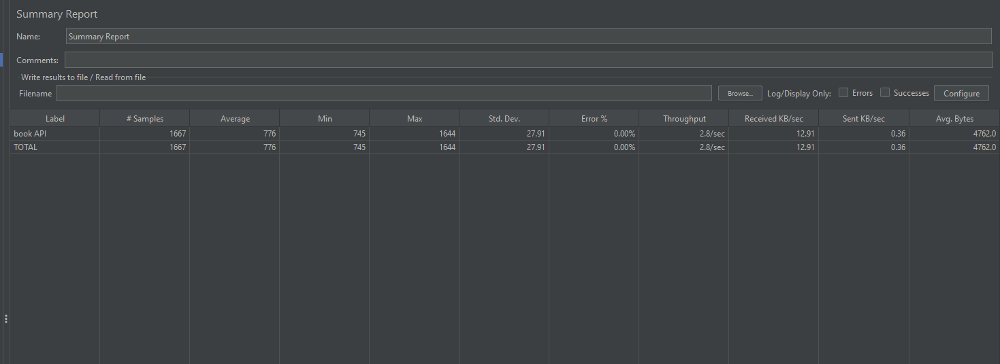 Summary Report
Name: Summary Report
Comments:
Write results to file / Read from file
Filename Browse... Log/Display Only: Errors Successes Configure
Label # Samples Average Min Max Std. Dev. Error % Throughput Received KB/sec Sent KB/sec Avg. Bytes
book API 1667 776 745 1644 27.91 0.00% 2.8/sec 12.91 0.36 4762.0
TOTAL 1667 776 745 1644 27.91 0.00% 2.8/sec 12.91 0.36 4762.0